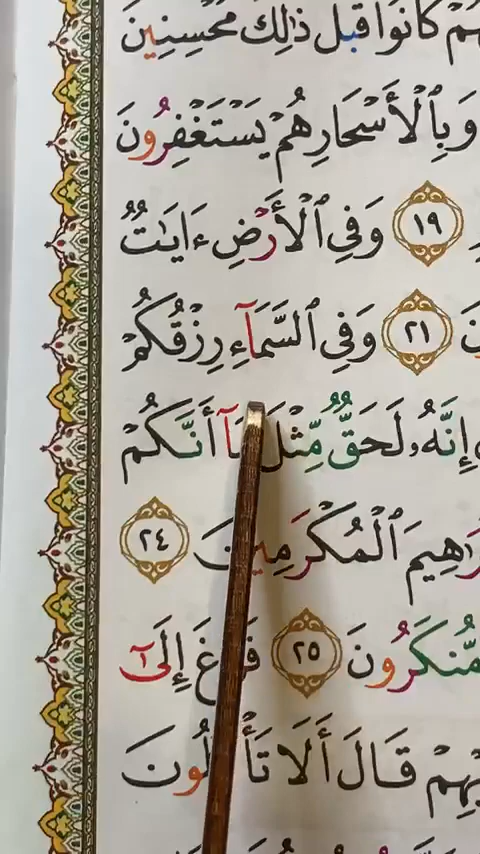 كَانُوا۟ قَبْلَ ذَٰلِكَ مُحْسِنِينَ
وَبِٱلْأَسْحَارِ هُمْ يَسْتَغْفِرُونَ
١٩ وَفِى ٱلْأَرْضِ ءَايَٰتٌ
٢١ وَفِى ٱلسَّمَآءِ رِزْقُكُمْ
إِنَّهُۥ لَحَقٌّ مِّثْلَ مَآ أَنَّكُمْ
ٱلْمُكْرَمِينَ ٢٤
مُّنكَرُونَ ٢٥ فَرَاغَ إِلَىٰٓ
قَالَ أَلَا تَأْكُلُونَ